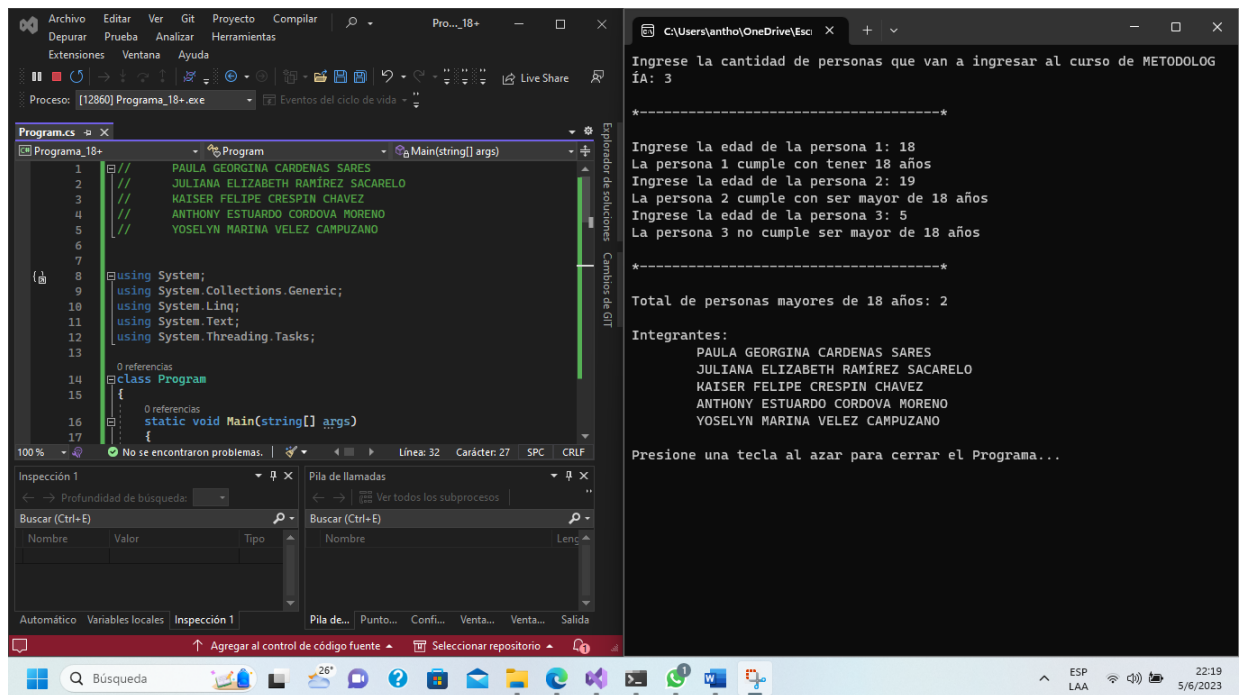 Archivo Editar Ver Git Proyecto Compilar Pro..._18+
Depurar Prueba Analizar Herramientas
Extensiones Ventana Ayuda
Live Share
Proceso: [12860] Programa_18+.exe Eventos del ciclo de vida
Program.cs
Programa_18+ Program Main(string[] args)
1 // PAULA GEORGINA CARDENAS SARES
2 // JULIANA ELIZABETH RAMÍREZ SACARELO
3 // KAISER FELIPE CRESPIN CHAVEZ
4 // ANTHONY ESTUARDO CORDOVA MORENO
5 // YOSELYN MARINA VELEZ CAMPUZANO
6
7
8 using System;
9 using System.Collections.Generic;
10 using System.Linq;
11 using System.Text;
12 using System.Threading.Tasks;
13
0 referencias
14 class Program
15 {
0 referencias
16 static void Main(string[] args)
17 {
100 % No se encontraron problemas. Línea: 32 Carácter: 27 SPC CRLF
Explorador de soluciones
Cambios de GIT
Inspección 1
Profundidad de búsqueda:
Buscar (Ctrl+E)
Nombre Valor Tipo
Automático Variables locales Inspección 1
Pila de llamadas
Ver todos los subprocesos
Buscar (Ctrl+E)
Nombre Leng
Pila de... Punto... Confi... Venta... Venta... Salida
Agregar al control de código fuente Seleccionar repositorio
C:\Users\antho\OneDrive\Esci
Ingrese la cantidad de personas que van a ingresar al curso de METODOLOG
ÍA: 3
*------------------------------------*
Ingrese la edad de la persona 1: 18
La persona 1 cumple con tener 18 años
Ingrese la edad de la persona 2: 19
La persona 2 cumple con ser mayor de 18 años
Ingrese la edad de la persona 3: 5
La persona 3 no cumple ser mayor de 18 años
*------------------------------------*
Total de personas mayores de 18 años: 2
Integrantes:
PAULA GEORGINA CARDENAS SARES
JULIANA ELIZABETH RAMÍREZ SACARELO
KAISER FELIPE CRESPIN CHAVEZ
ANTHONY ESTUARDO CORDOVA MORENO
YOSELYN MARINA VELEZ CAMPUZANO
Presione una tecla al azar para cerrar el Programa...
Búsqueda
26°
ESP
LAA
22:19
5/6/2023